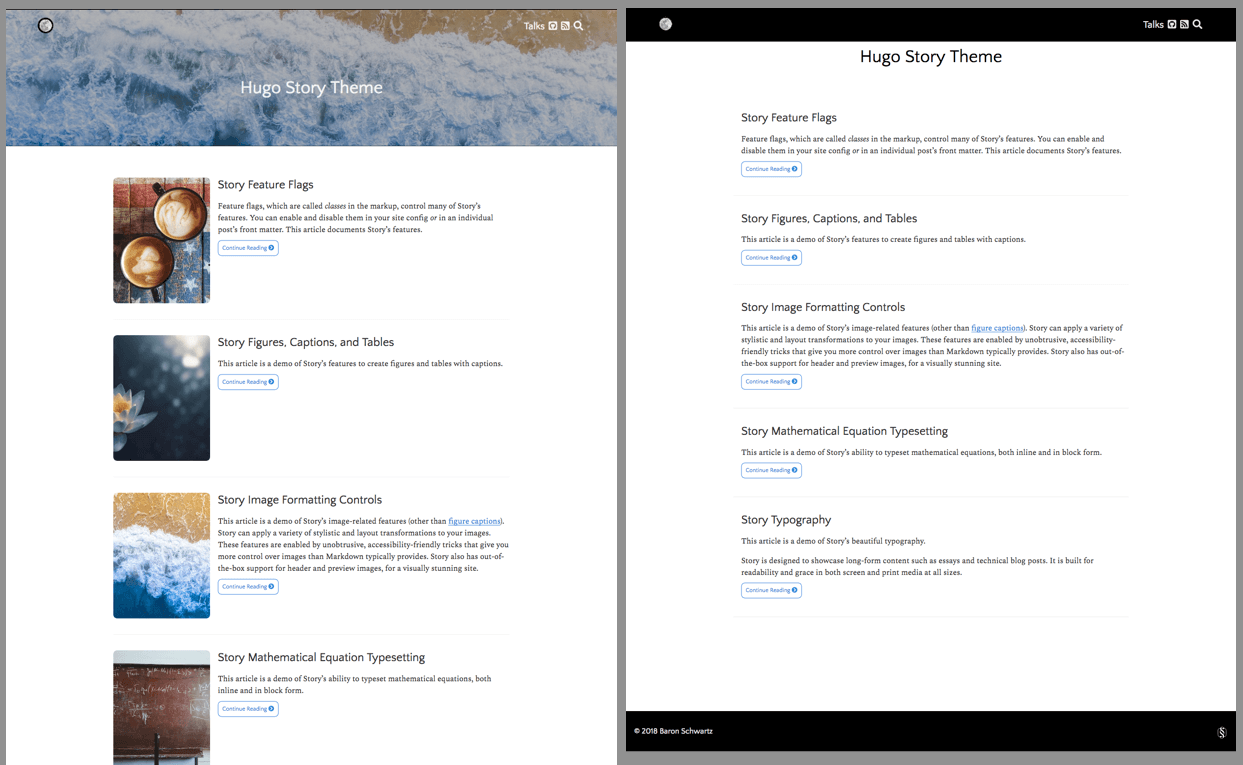 Talks
Hugo Story Theme
Story Feature Flags
Feature flags, which are called classes in the markup, control many of Story's
features. You can enable and disable them in your site config or in an individual
post's front matter. This article documents Story's features.
Continue Reading
Story Figures, Captions, and Tables
This article is a demo of Story's features to create figures and tables with captions.
Continue Reading
Story Image Formatting Controls
This article is a demo of Story's image-related features (other than figure captions).
Story can apply a variety of stylistic and layout transformations to your images.
These features are enabled by unobtrusive, accessibility-friendly tricks that give you
more control over images than Markdown typically provides. Story also has out-of-
the-box support for header and preview images, for a visually stunning site.
Continue Reading
Story Mathematical Equation Typesetting
This article is a demo of Story's ability to typeset mathematical equations, both
inline and in block form.
Continue Reading
Talks
Hugo Story Theme
Story Feature Flags
Feature flags, which are called classes in the markup, control many of Story's features. You can enable and
disable them in your site config or in an individual post's front matter. This article documents Story's features.
Continue Reading
Story Figures, Captions, and Tables
This article is a demo of Story's features to create figures and tables with captions.
Continue Reading
Story Image Formatting Controls
This article is a demo of Story's image-related features (other than figure captions). Story can apply a variety of
stylistic and layout transformations to your images. These features are enabled by unobtrusive, accessibility-
friendly tricks that give you more control over images than Markdown typically provides. Story also has out-of-
the-box support for header and preview images, for a visually stunning site.
Continue Reading
Story Mathematical Equation Typesetting
This article is a demo of Story's ability to typeset mathematical equations, both inline and in block form.
Continue Reading
Story Typography
This article is a demo of Story's beautiful typography.
Story is designed to showcase long-form content such as essays and technical blog posts. It is built for
readability and grace in both screen and print media at all sizes.
Continue Reading
© 2018 Baron Schwartz
§